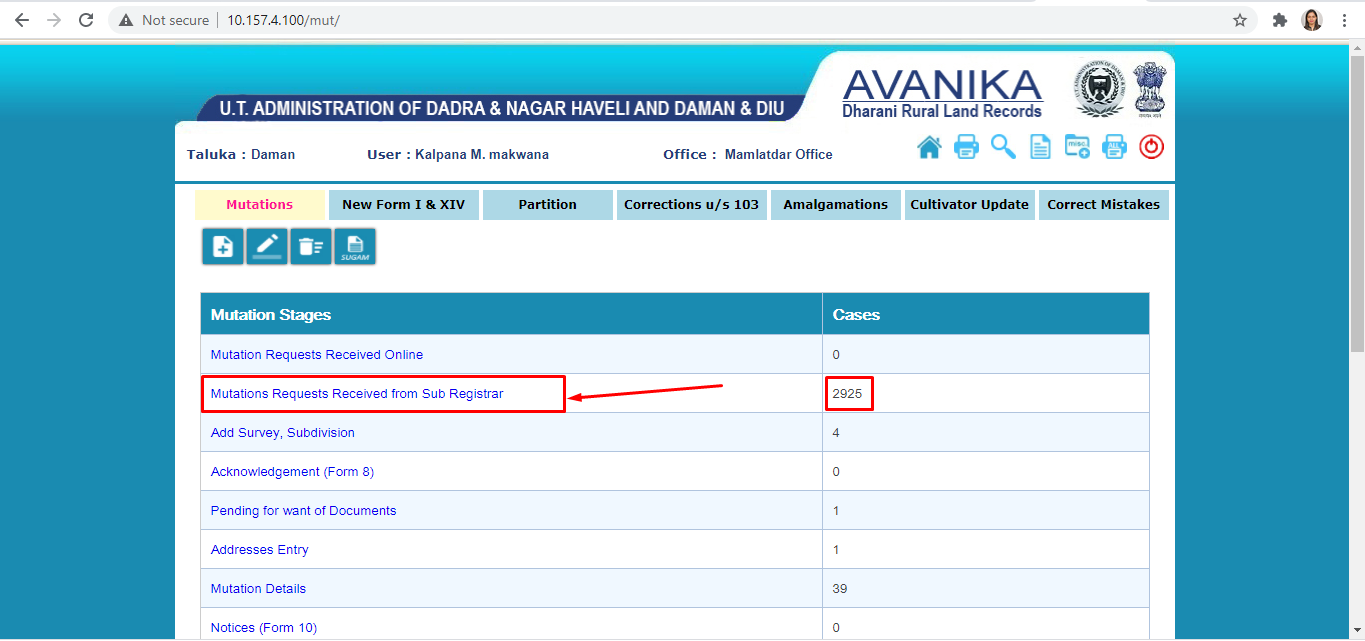 Not secure 10.157.4.100/mut/
AVANIKA
Dharani Rural Land Records
U.T. ADMINISTRATION OF DADRA & NAGAR HAVELI AND DAMAN & DIU
Taluka : Daman User : Kalpana M. makwana Office : Mamlatdar Office
misc.
ALL
Mutations New Form I & XIV Partition Corrections u/s 103 Amalgamations Cultivator Update Correct Mistakes
SUGAM
Mutation Stages Cases
Mutation Requests Received Online 0
Mutations Requests Received from Sub Registrar 2925
Add Survey, Subdivision 4
Acknowledgement (Form 8) 0
Pending for want of Documents 1
Addresses Entry 1
Mutation Details 39
Notices (Form 10) 0